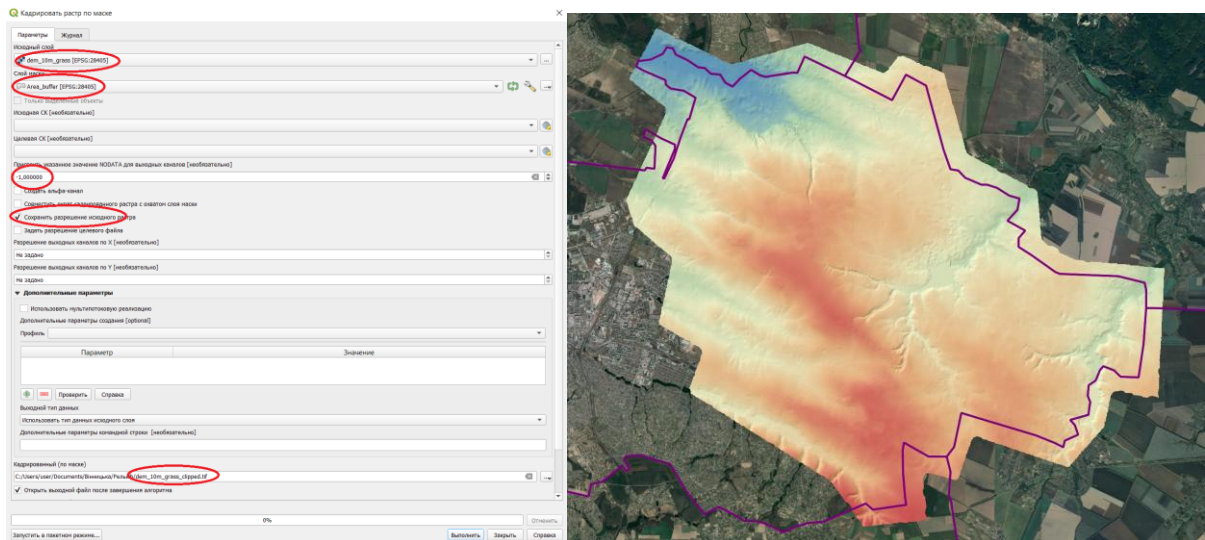 Кадрировать растр по маске
Параметры Журнал
Исходный слой
dem_10m_grass [EPSG:28405]
Слой маски
Area_buffer [EPSG:28405]
Только выделенные объекты
Исходная СК [необязательно]
Целевая СК [необязательно]
Присвоить указанное значение NODATA для выходных каналов [необязательно]
-1,000000
Создать альфа-канал
Совместить охват кадрированного растра с охватом слоя маски
Сохранить разрешение исходного растра
Задать разрешение целевого файла
Разрешение выходных каналов по X [необязательно]
Не задано
Разрешение выходных каналов по Y [необязательно]
Не задано
Дополнительные параметры
Использовать мультипотоковую реализацию
Дополнительные параметры создания [optional]
Профиль
Параметр Значение
Проверить Справка
Выходной тип данных
Использовать тип данных исходного слоя
Дополнительные параметры командной строки [необязательно]
Кадрированный (по маске)
C:/Users/user/Documents/Вінницька/Рельєф/dem_10m_grass_clipped.tif
Открыть выходной файл после завершения алгоритма
0% Отменить
Запустить в пакетном режиме... Выполнить Закрыть Справка